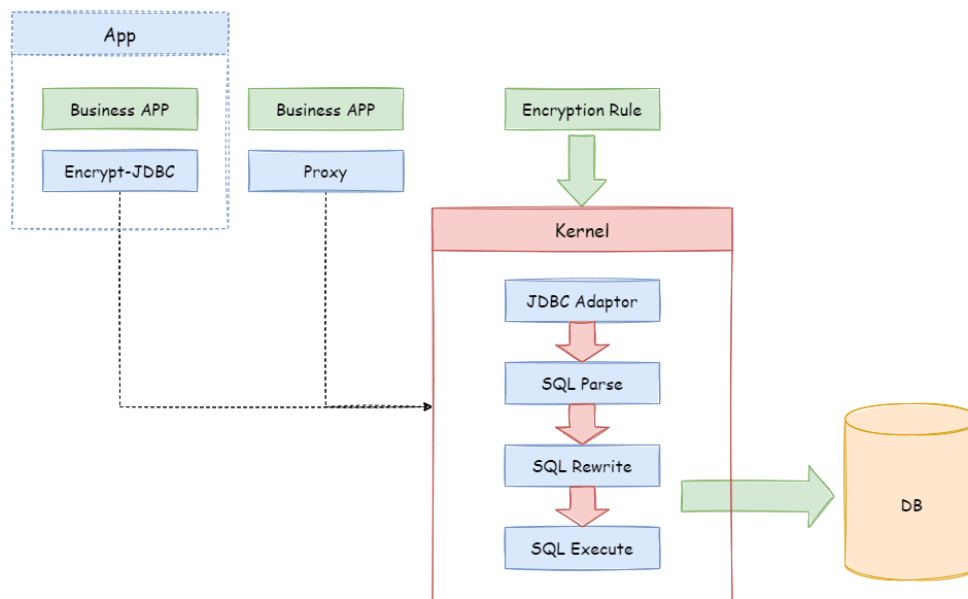 App
Business APP
Business APP
Encryption Rule
Encrypt-JDBC
Proxy
Kernel
JDBC Adaptor
SQL Parse
SQL Rewrite
DB
SQL Execute